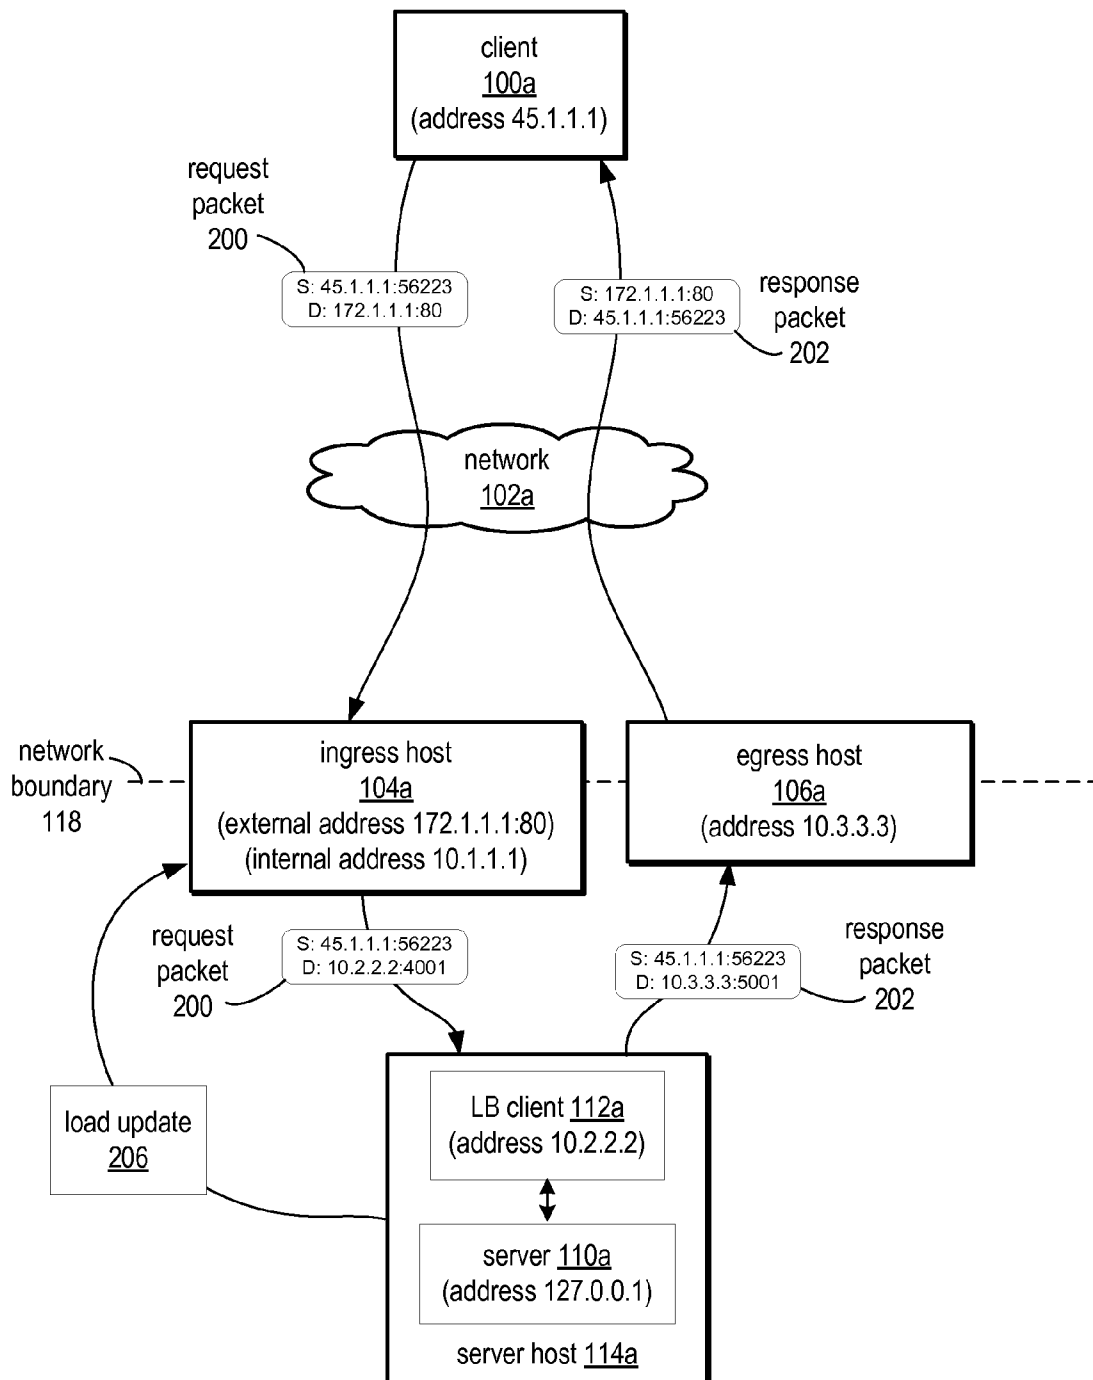 client
100a
(address 45.1.1.1)
request
packet
200
S: 45.1.1.1:56223
D: 172.1.1.1:80
S: 172.1.1.1:80
D: 45.1.1.1:56223
response
packet
202
network
102a
network
boundary
118
ingress host
104a
(external address 172.1.1.1:80)
(internal address 10.1.1.1)
egress host
106a
(address 10.3.3.3)
request
packet
200
S: 45.1.1.1:56223
D: 10.2.2.2:4001
S: 45.1.1.1:56223
D: 10.3.3.3:5001
response
packet
202
load update
206
LB client 112a
(address 10.2.2.2)
server 110a
(address 127.0.0.1)
server host 114a